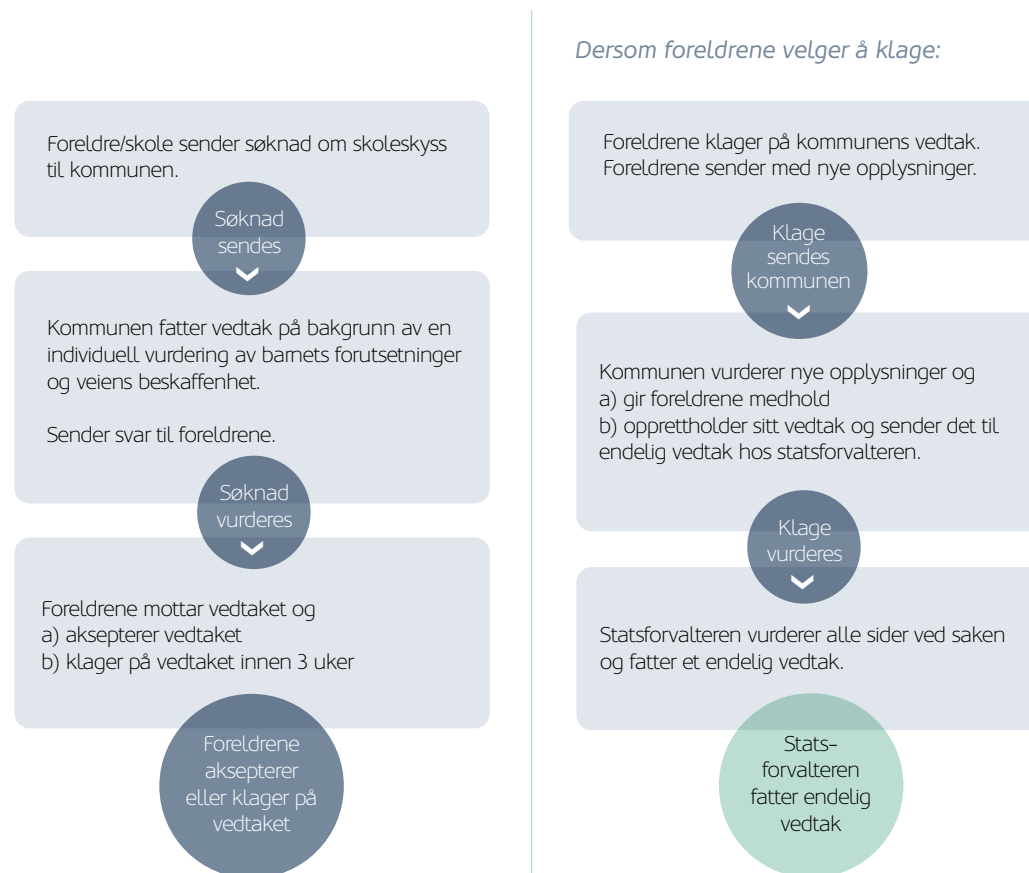 Foreldre/skole sender søknad om skoleskyss
til kommunen.
Søknad
sendes
Kommunen fatter vedtak på bakgrunn av en
individuell vurdering av barnets forutsetninger
og veiens beskaffenhet.
Sender svar til foreldrene.
Søknad
vurderes
Foreldrene mottar vedtaket og
a) aksepterer vedtaket
b) klager på vedtaket innen 3 uker
Foreldrene
aksepterer
eller klager på
vedtaket
Dersom foreldrene velger å klage:
Foreldrene klager på kommunens vedtak.
Foreldrene sender med nye opplysninger.
Klage
sendes
kommunen
Kommunen vurderer nye opplysninger og
a) gir foreldrene medhold
b) opprettholder sitt vedtak og sender det til
endelig vedtak hos statsforvalteren.
Klage
vurderes
Statsforvalteren vurderer alle sider ved saken
og fatter et endelig vedtak.
Stats-
forvalteren
fatter endelig
vedtak